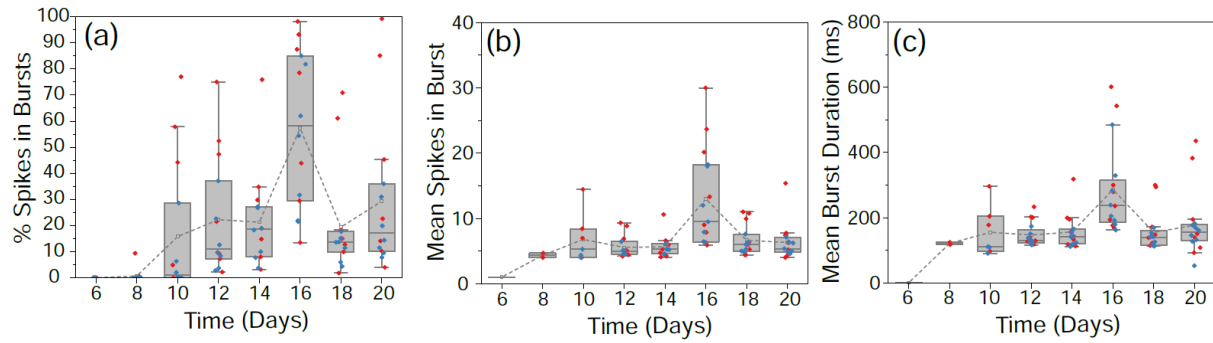 (a)
% Spikes in Bursts
100
90
80
70
60
50
40
30
20
10
0
6 8 10 12 14 16 18 20
Time (Days)
(b)
Mean Spikes in Burst
40
30
20
10
0
6 8 10 12 14 16 18 20
Time (Days)
(c)
Mean Burst Duration (ms)
800
600
400
200
0
6 8 10 12 14 16 18 20
Time (Days)